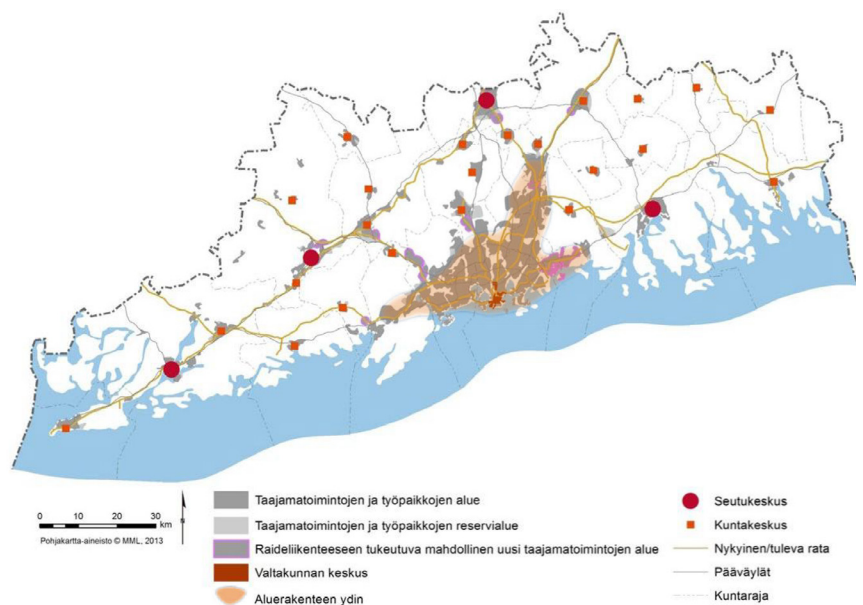 0 10 20 30
km
Pohjakartta-aineisto © MML, 2013
Taajamatoimintojen ja työpaikkojen alue
Taajamatoimintojen ja työpaikkojen reservialue
Raideliikenteeseen tukeutuva mahdollinen uusi taajamatoimintojen alue
Valtakunnan keskus
Aluerakenteen ydin
Seutukeskus
Kuntakeskus
Nykyinen/tuleva rata
Pääväylät
Kuntaraja